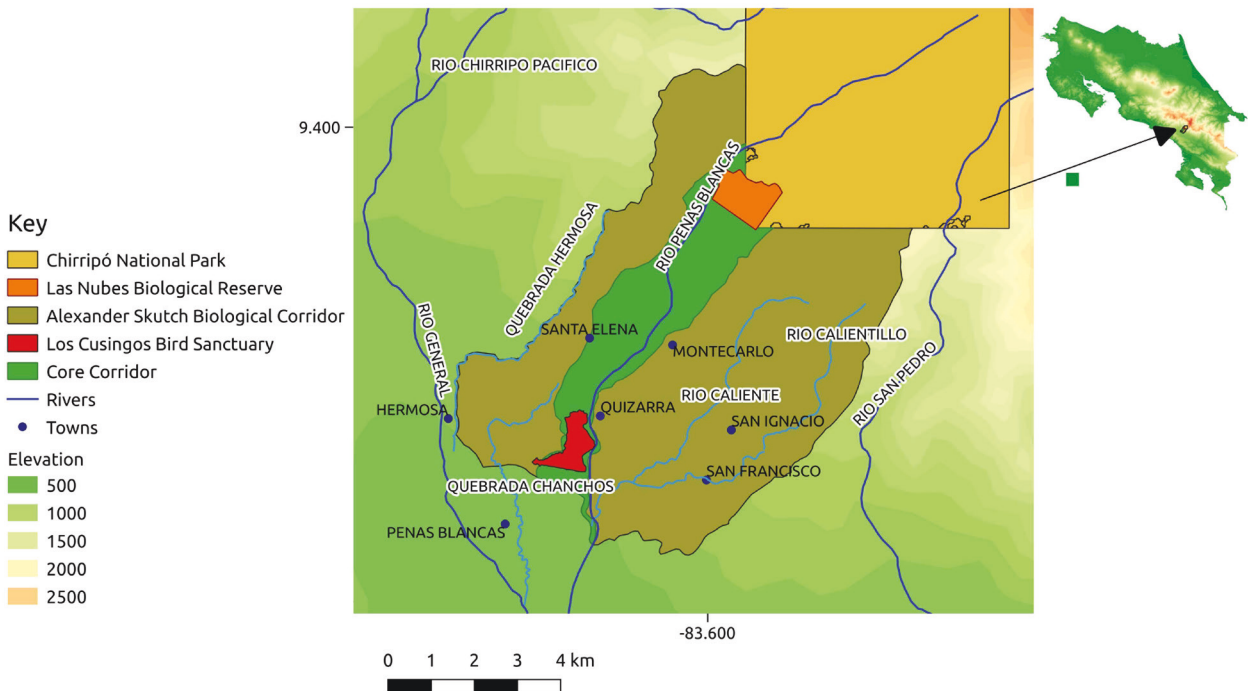 RIO CHIRRIPO PACIFICO
9.400
RIO PENAS BLANCAS
Key
Chirripó National Park
Las Nubes Biological Reserve
Alexander Skutch Biological Corridor
Los Cusingos Bird Sanctuary
Core Corridor
Rivers
Towns
Elevation
500
1000
1500
2000
2500
QUEBRADA HERMOSA
RIO GENERAL
SANTA ELENA
MONTECARLO
RIO CALIENTILLO
RIO SAN PEDRO
RIO CALIENTE
HERMOSA
QUIZARRA
SAN IGNACIO
SAN FRANCISCO
QUEBRADA CHANCHOS
PENAS BLANCAS
-83.600
0 1 2 3 4 km